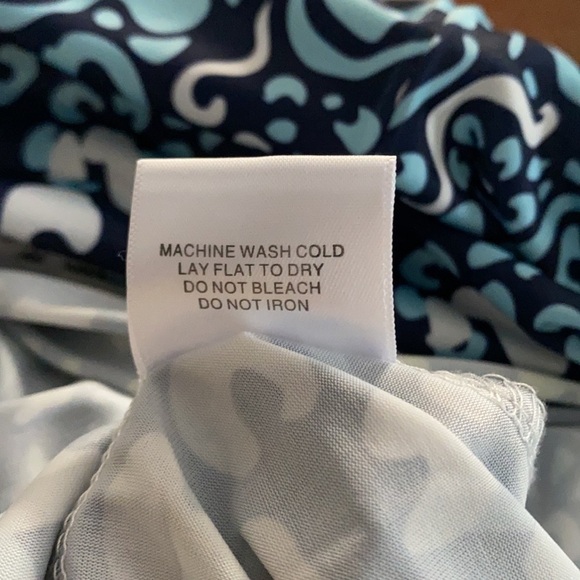 MACHINE WASH COLD
LAY FLAT TO DRY
DO NOT BLEACH
DO NOT IRON